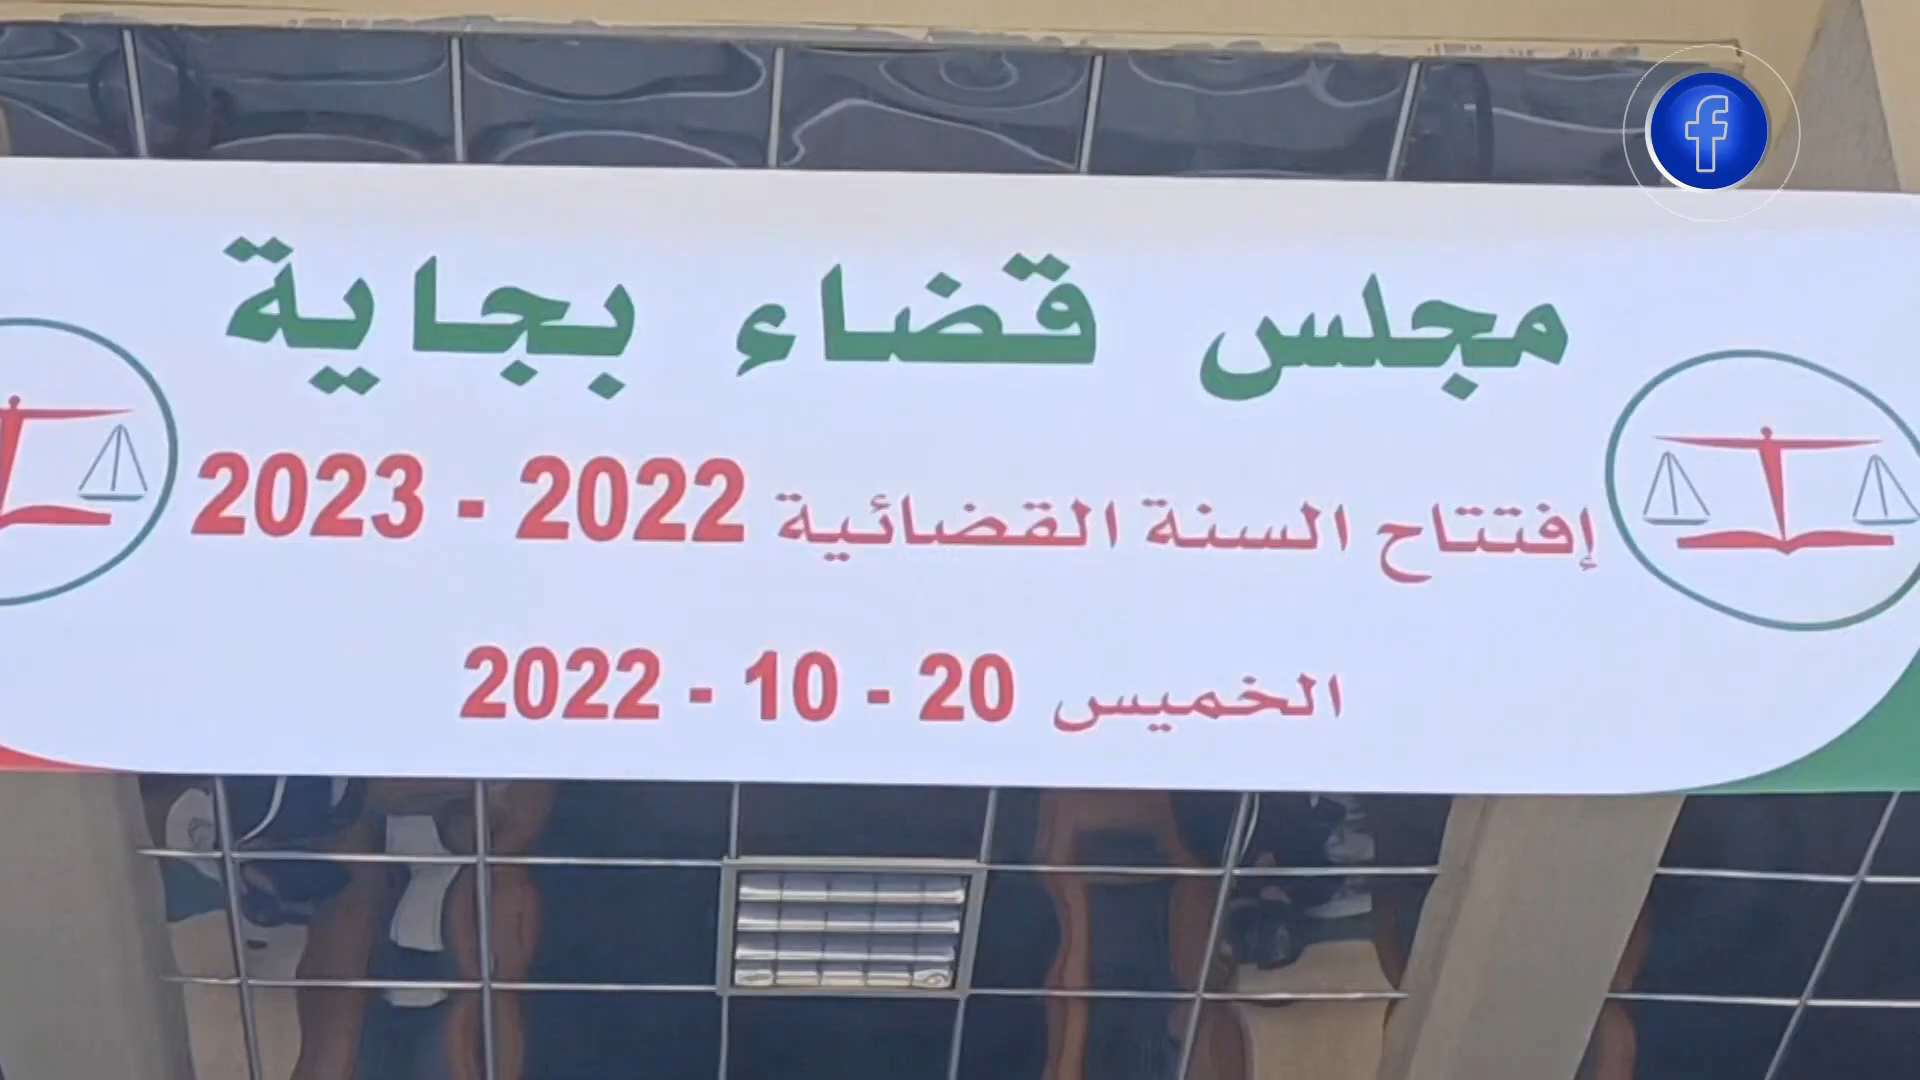 مجلس قضاء بجاية
إفتتاح السنة القضائية 2022 - 2023
الخميس 20 - 10 - 2022